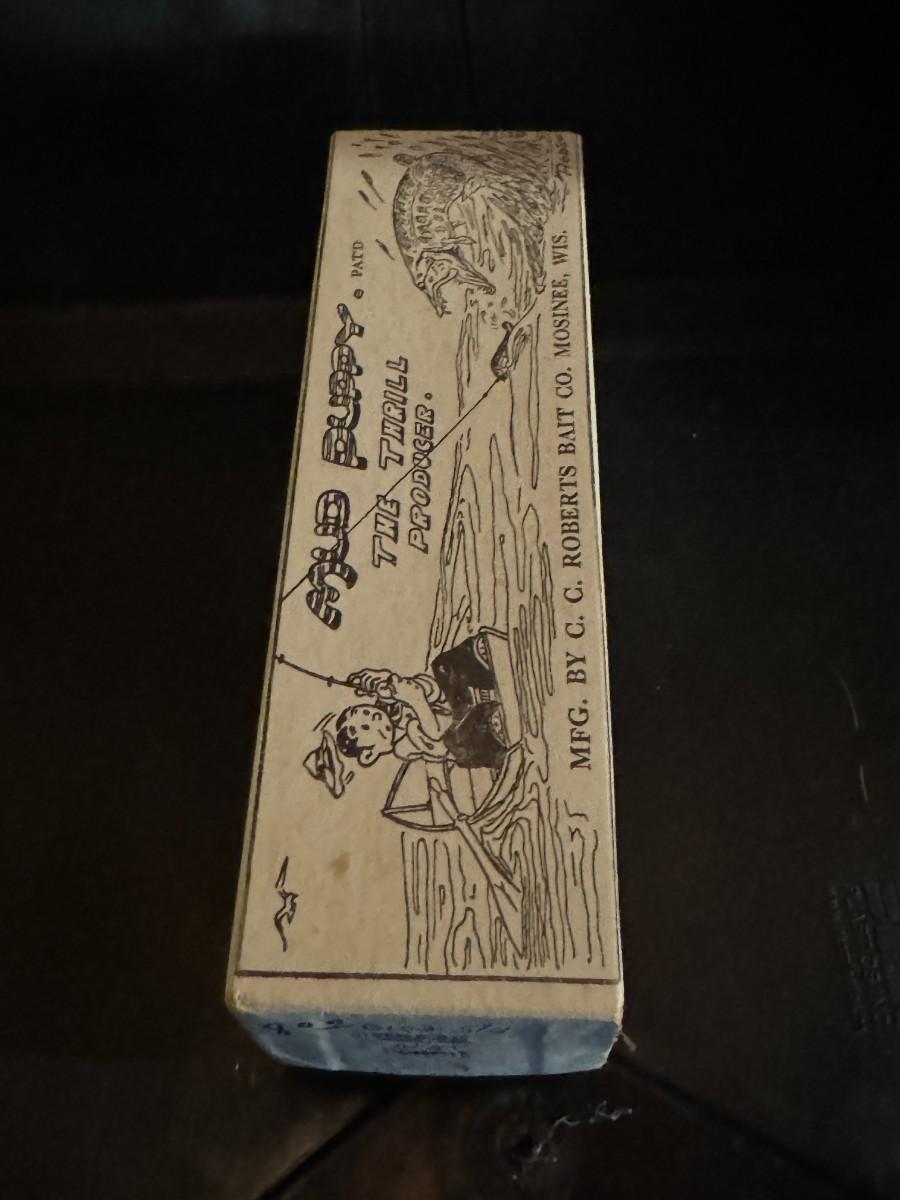 MUD PUPPY. PAT'D
THE THRILL
PRODUCER.
MFG. BY C. C. ROBERTS BAIT CO. MOSINEE, WIS.